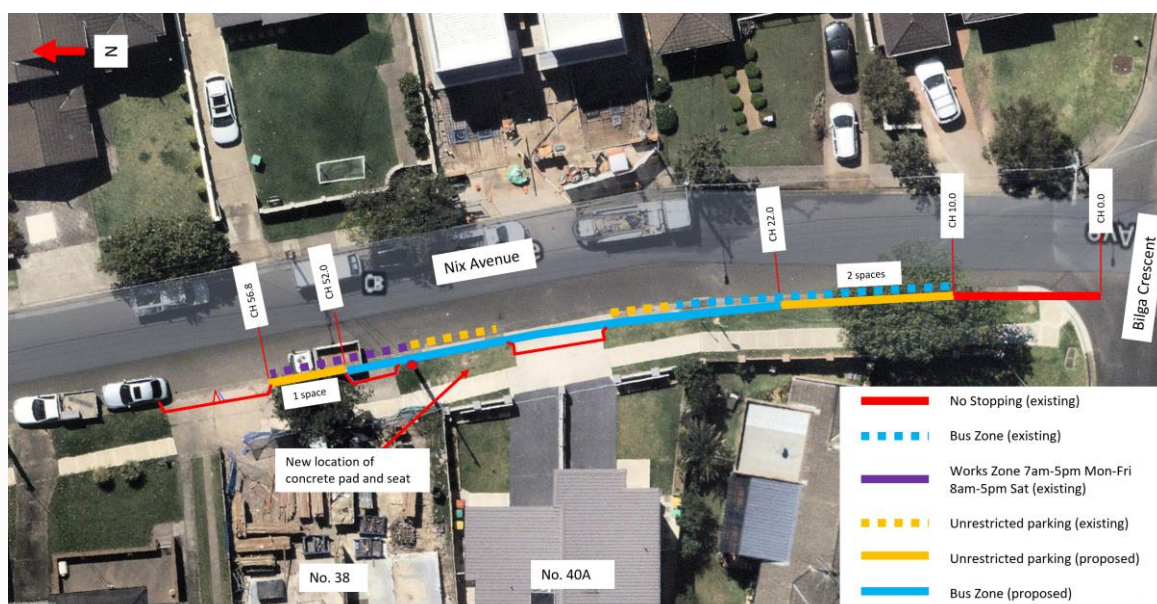 N
CH 56.8
CH 52.0
Nix Avenue
CH 22.0
2 spaces
CH 10.0
CH 0.0
Ave
Bilga Crescent
1 space
New location of
concrete pad and seat
No. 38
No. 40A
No Stopping (existing)
Bus Zone (existing)
Works Zone 7am-5pm Mon-Fri
8am-5pm Sat (existing)
Unrestricted parking (existing)
Unrestricted parking (proposed)
Bus Zone (proposed)